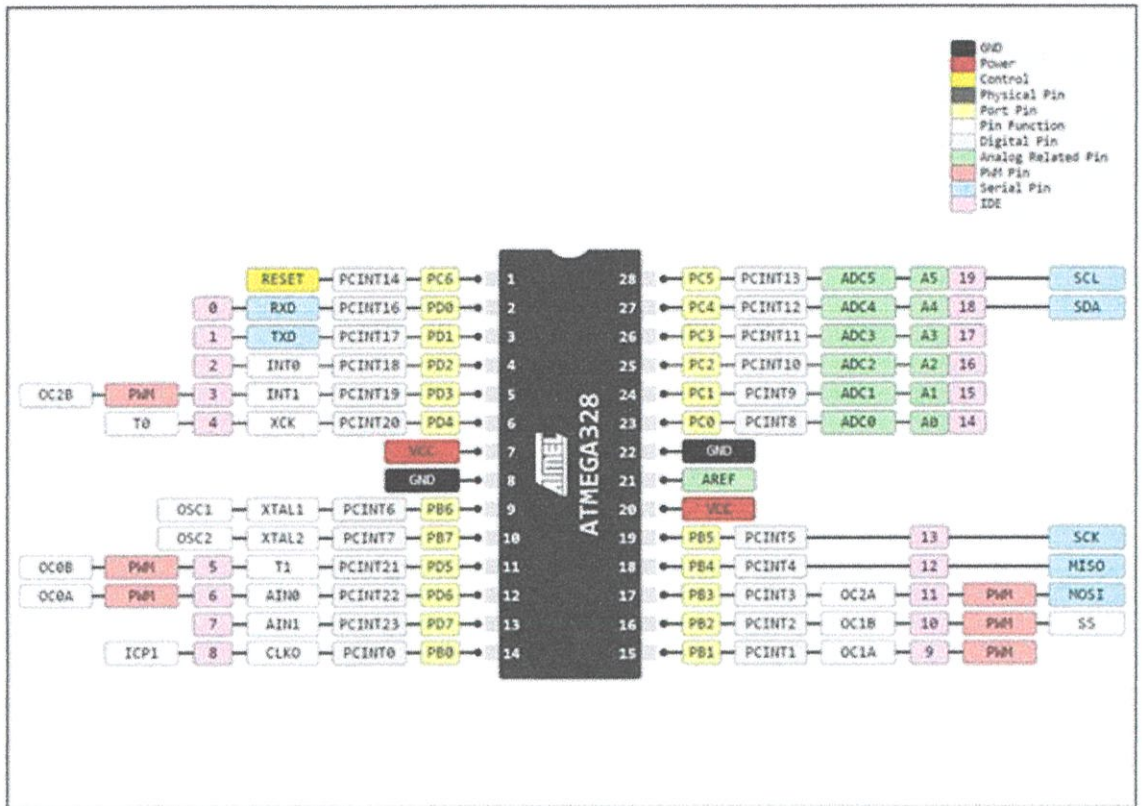 GND
Power
Control
Physical Pin
Port Pin
Pin Function
Digital Pin
Analog Related Pin
PWM Pin
Serial Pin
IDE
RESET PCINT14 PC6 1 28 PC5 PCINT13 ADC5 A5 19 SCL
0 RXD PCINT16 PD0 2 27 PC4 PCINT12 ADC4 A4 18 SDA
1 TXD PCINT17 PD1 3 26 PC3 PCINT11 ADC3 A3 17
2 INT0 PCINT18 PD2 4 25 PC2 PCINT10 ADC2 A2 16
OC2B PWM 3 INT1 PCINT19 PD3 5 24 PC1 PCINT9 ADC1 A1 15
T0 4 XCK PCINT20 PD4 6 23 PC0 PCINT8 ADC0 A0 14
VCC 7 22 GND
GND 8 21 AREF
OSC1 XTAL1 PCINT6 PB6 9 20 VCC
OSC2 XTAL2 PCINT7 PB7 10 19 PB5 PCINT5 13 SCK
OC0B PWM 5 T1 PCINT21 PD5 11 18 PB4 PCINT4 12 MISO
OC0A PWM 6 AIN0 PCINT22 PD6 12 17 PB3 PCINT3 OC2A 11 PWM MOSI
7 AIN1 PCINT23 PD7 13 16 PB2 PCINT2 OC1B 10 PWM SS
ICP1 8 CLKO PCINT0 PB0 14 15 PB1 PCINT1 OC1A 9 PWM
ATMEL
ATMEGA328